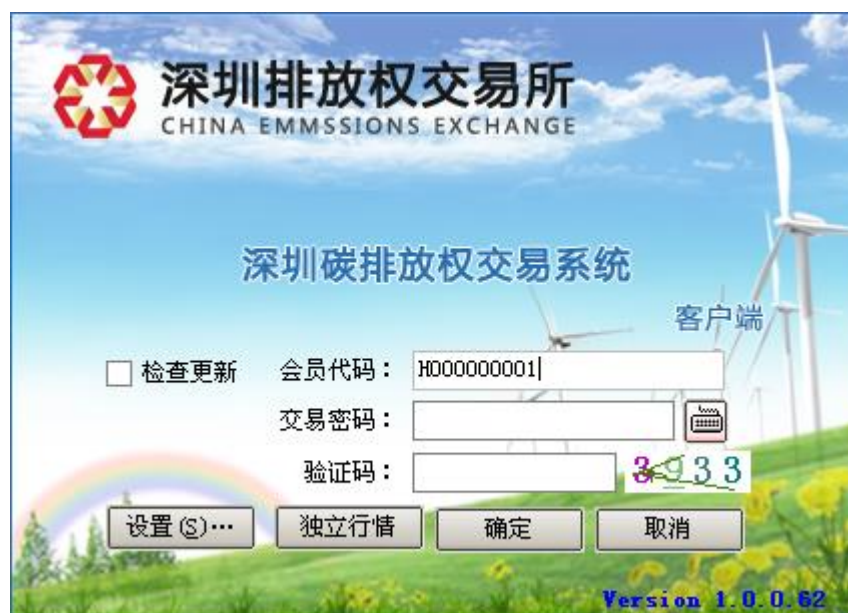 深圳排放权交易所
CHINA EMMSSIONS EXCHANGE
深圳碳排放权交易系统
客户端
检查更新 会员代码： H000000001
交易密码：
验证码： 3933
设置(S)… 独立行情 确定 取消
Version 1.0.0.62